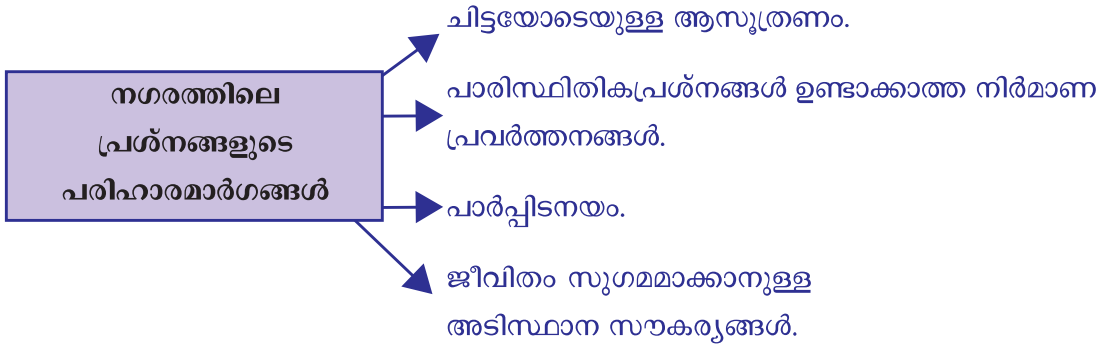 നഗരത്തിലെ
പ്രശ്നങ്ങളുടെ
പരിഹാരമാർഗങ്ങൾ
ചിട്ടയോടെയുള്ള ആസൂത്രണം.
പാരിസ്ഥിതികപ്രശ്നങ്ങൾ ഉണ്ടാക്കാത്ത നിർമാണ
പ്രവർത്തനങ്ങൾ.
പാർപ്പിടനയം.
ജീവിതം സുഗമമാക്കാനുള്ള
അടിസ്ഥാന സൗകര്യങ്ങൾ.